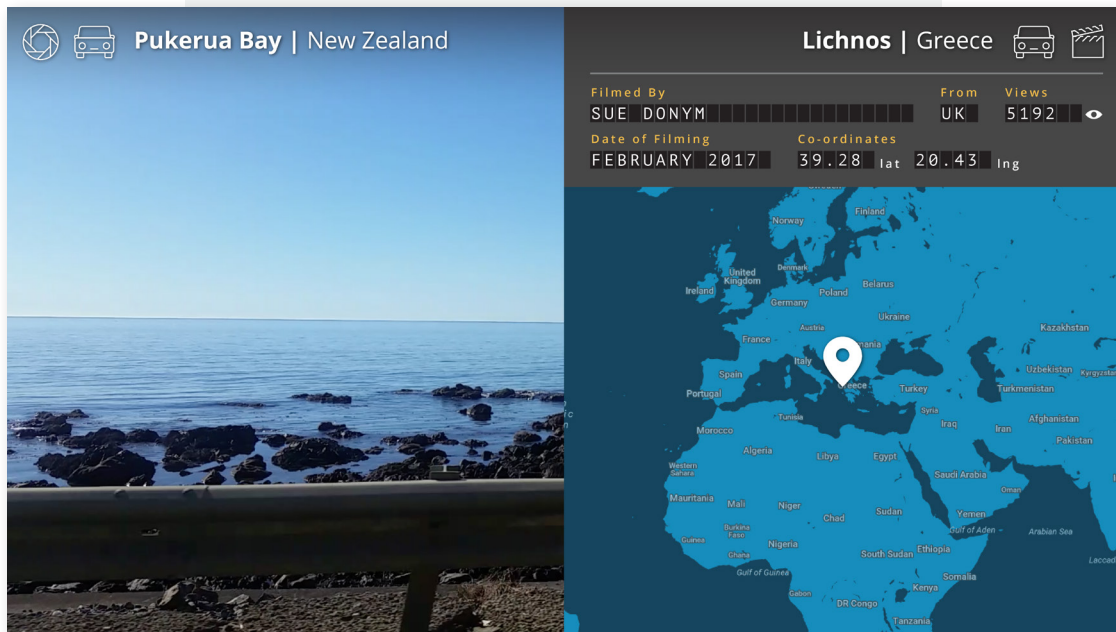 Pukerua Bay | New Zealand
Lichnos | Greece
Filmed By
From
Views
SUE DONYM
UK
5192
Date of Filming
Co-ordinates
FEBRUARY 2017
39.28 lat 20.43 lng
Norway
Finland
United
Kingdom
Denmark
Ireland
Poland
Belarus
Germany
Ukraine
Austria
France
Kazakhstan
Italy
Spain
Uzbekistan
Portugal
Greece
Turkey
Turkmenistan
Tunisia
Syria
Morocco
Iraq
Iran
Afghanistan
Pakistan
Algeria
Libya
Egypt
Western
Sahara
Saudi Arabia
Oman
Mauritania
Mali
Niger
Chad
Sudan
Yemen
Burkina
Faso
Gulf of Aden
Arabian Sea
Guinea
Ghana
Nigeria
South Sudan
Ethiopia
Gulf of Guinea
Somalia
Gabon
Kenya
DR Congo
Tanzania